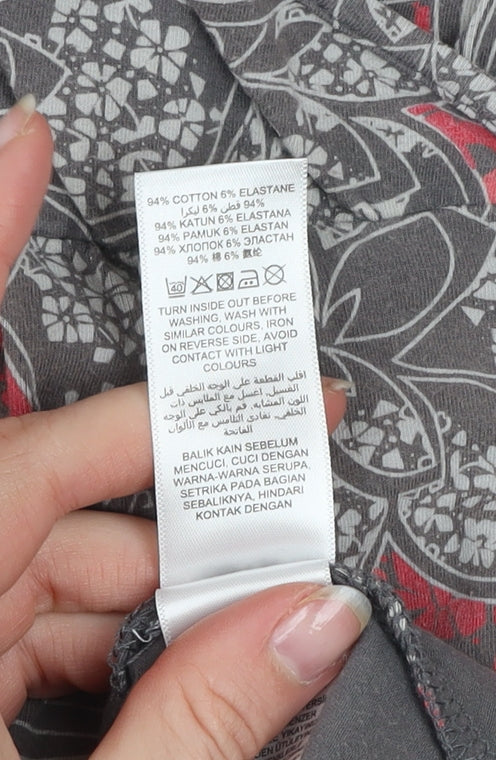 94% COTTON 6% ELASTANE
94% قطن 6% ليكرا
94% KATUN 6% ELASTANA
94% PAMUK 6% ELASTAN
94% ХЛОПОК 6% ЭЛАСТАН
94% 棉 6% 氨纶
40
TURN INSIDE OUT BEFORE
WASHING, WASH WITH
SIMILAR COLOURS, IRON
ON REVERSE SIDE, AVOID
CONTACT WITH LIGHT
COLOURS
اقلب القطعة على الوجه الخلفي قبل
الغسيل, اغسل مع الملابس ذات
اللون المشابه, قم بالكي على الوجه
الخلفي, تفادى التلامس مع الألوان
الفاتحة
BALIK KAIN SEBELUM
MENCUCI, CUCI DENGAN
WARNA-WARNA SERUPA,
SETRIKA PADA BAGIAN
SEBALIKNYA, HINDARI
KONTAK DENGAN